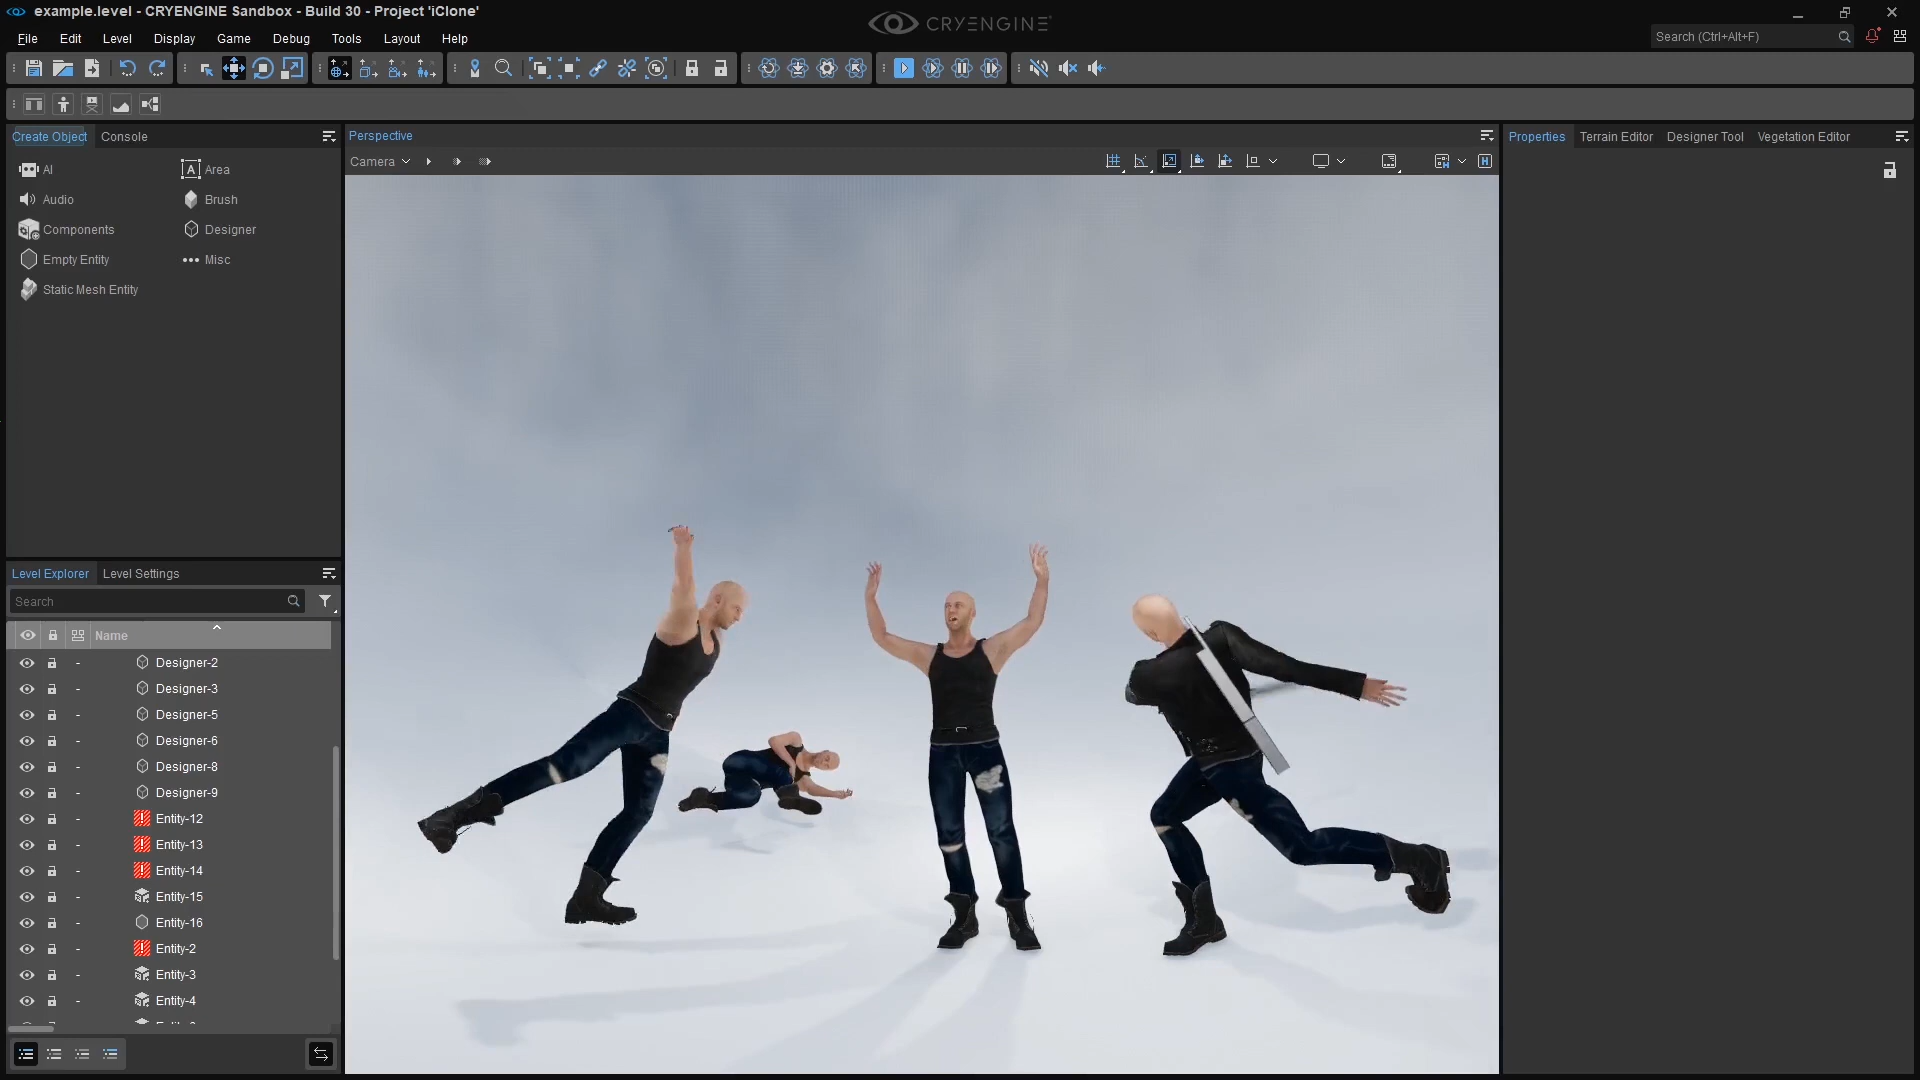 example.level - CRYENGINE Sandbox - Build 30 - Project 'iClone'
CRYENGINE
File Edit Level Display Game Debug Tools Layout Help
Search (Ctrl+Alt+F)
Create Object Console
AI
Area
Audio
Brush
Components
Designer
Empty Entity
Misc
Static Mesh Entity
Perspective
Camera
Properties Terrain Editor Designer Tool Vegetation Editor
Level Explorer Level Settings
Search
Name
Designer-2
Designer-3
Designer-5
Designer-6
Designer-8
Designer-9
Entity-12
Entity-13
Entity-14
Entity-15
Entity-16
Entity-2
Entity-3
Entity-4